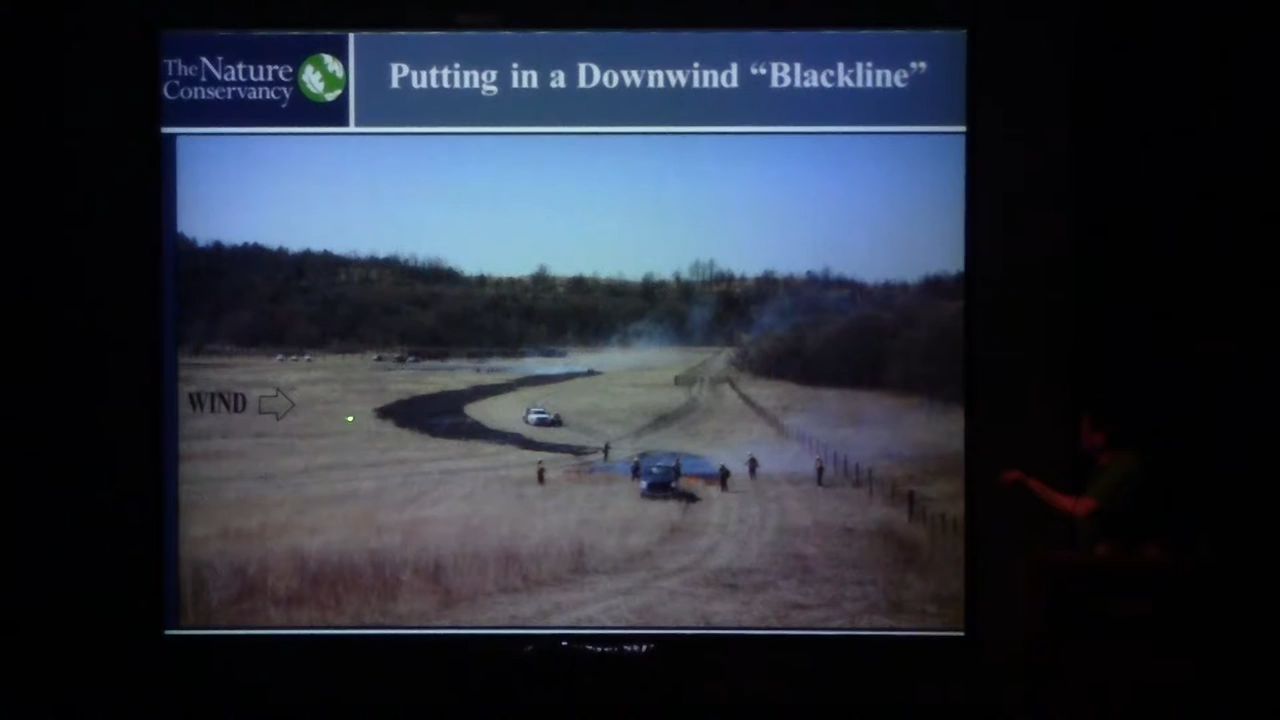 The Nature
Conservancy
Putting in a Downwind “Blackline”
WIND